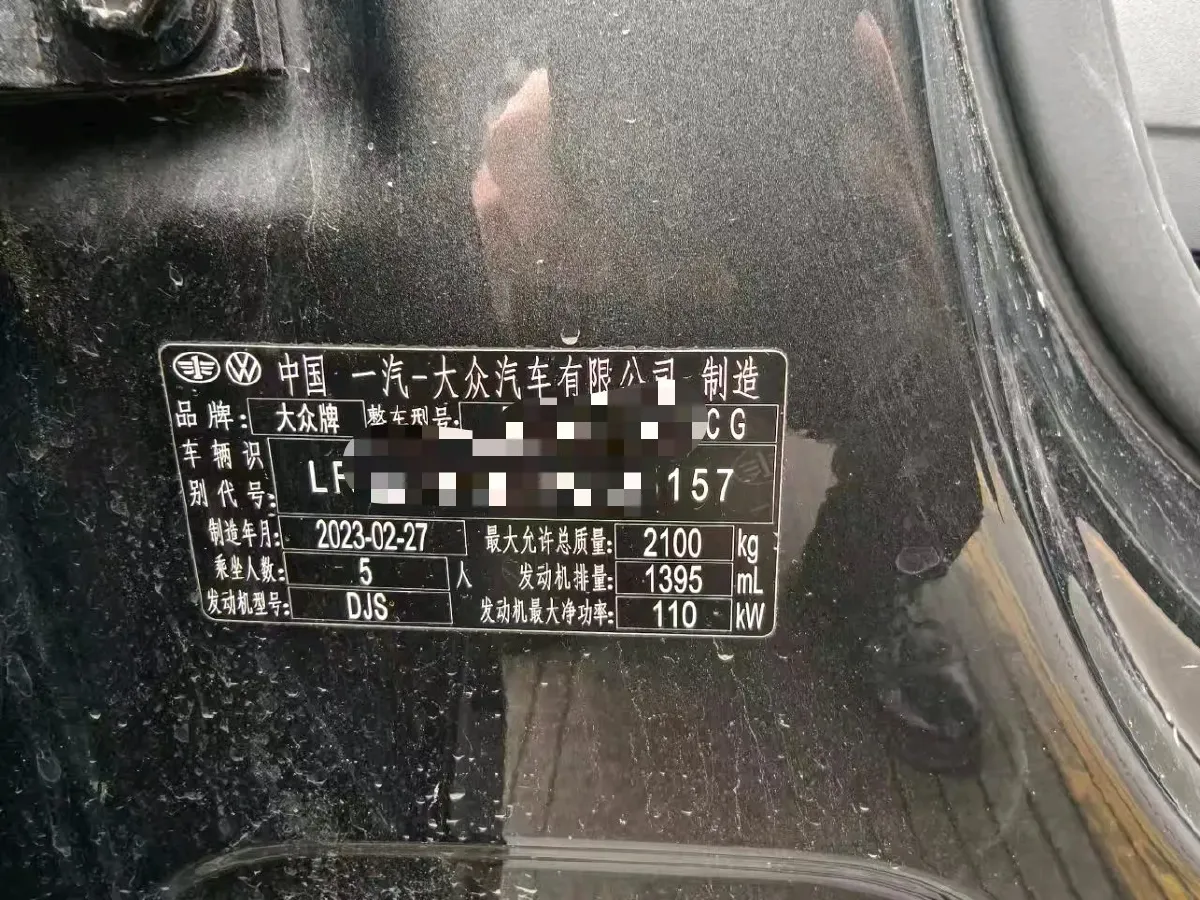 中国 一汽-大众汽车有限公司 制造
品牌: 大众牌 整车型号: CG
车辆识别代号: LF 157
制造年月: 2023-02-27 最大允许总质量: 2100 kg
乘坐人数: 5 人 发动机排量: 1395 mL
发动机型号: DJS 发动机最大净功率: 110 kW